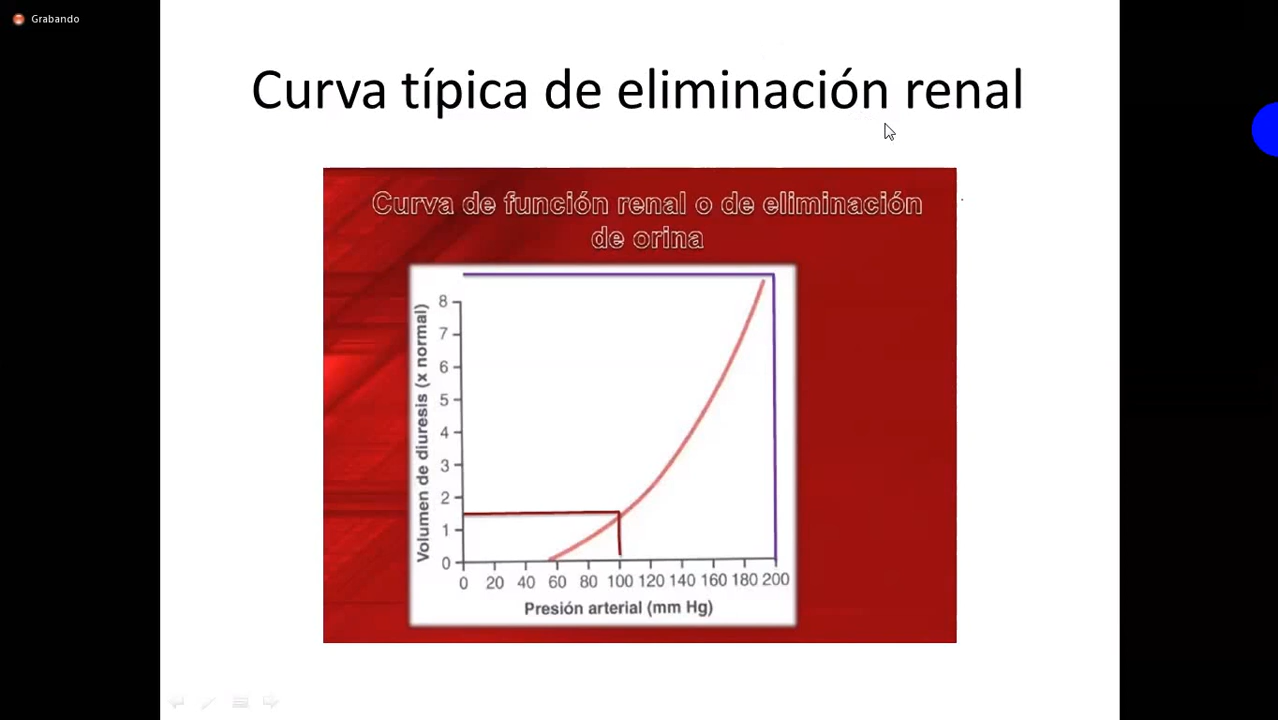 Grabando
Curva típica de eliminación renal
Curva de función renal o de eliminación
de orina
Volumen de diuresis (x normal)
8
7
6
5
4
3
2
1
0
0 20 40 60 80 100 120 140 160 180 200
Presión arterial (mm Hg)